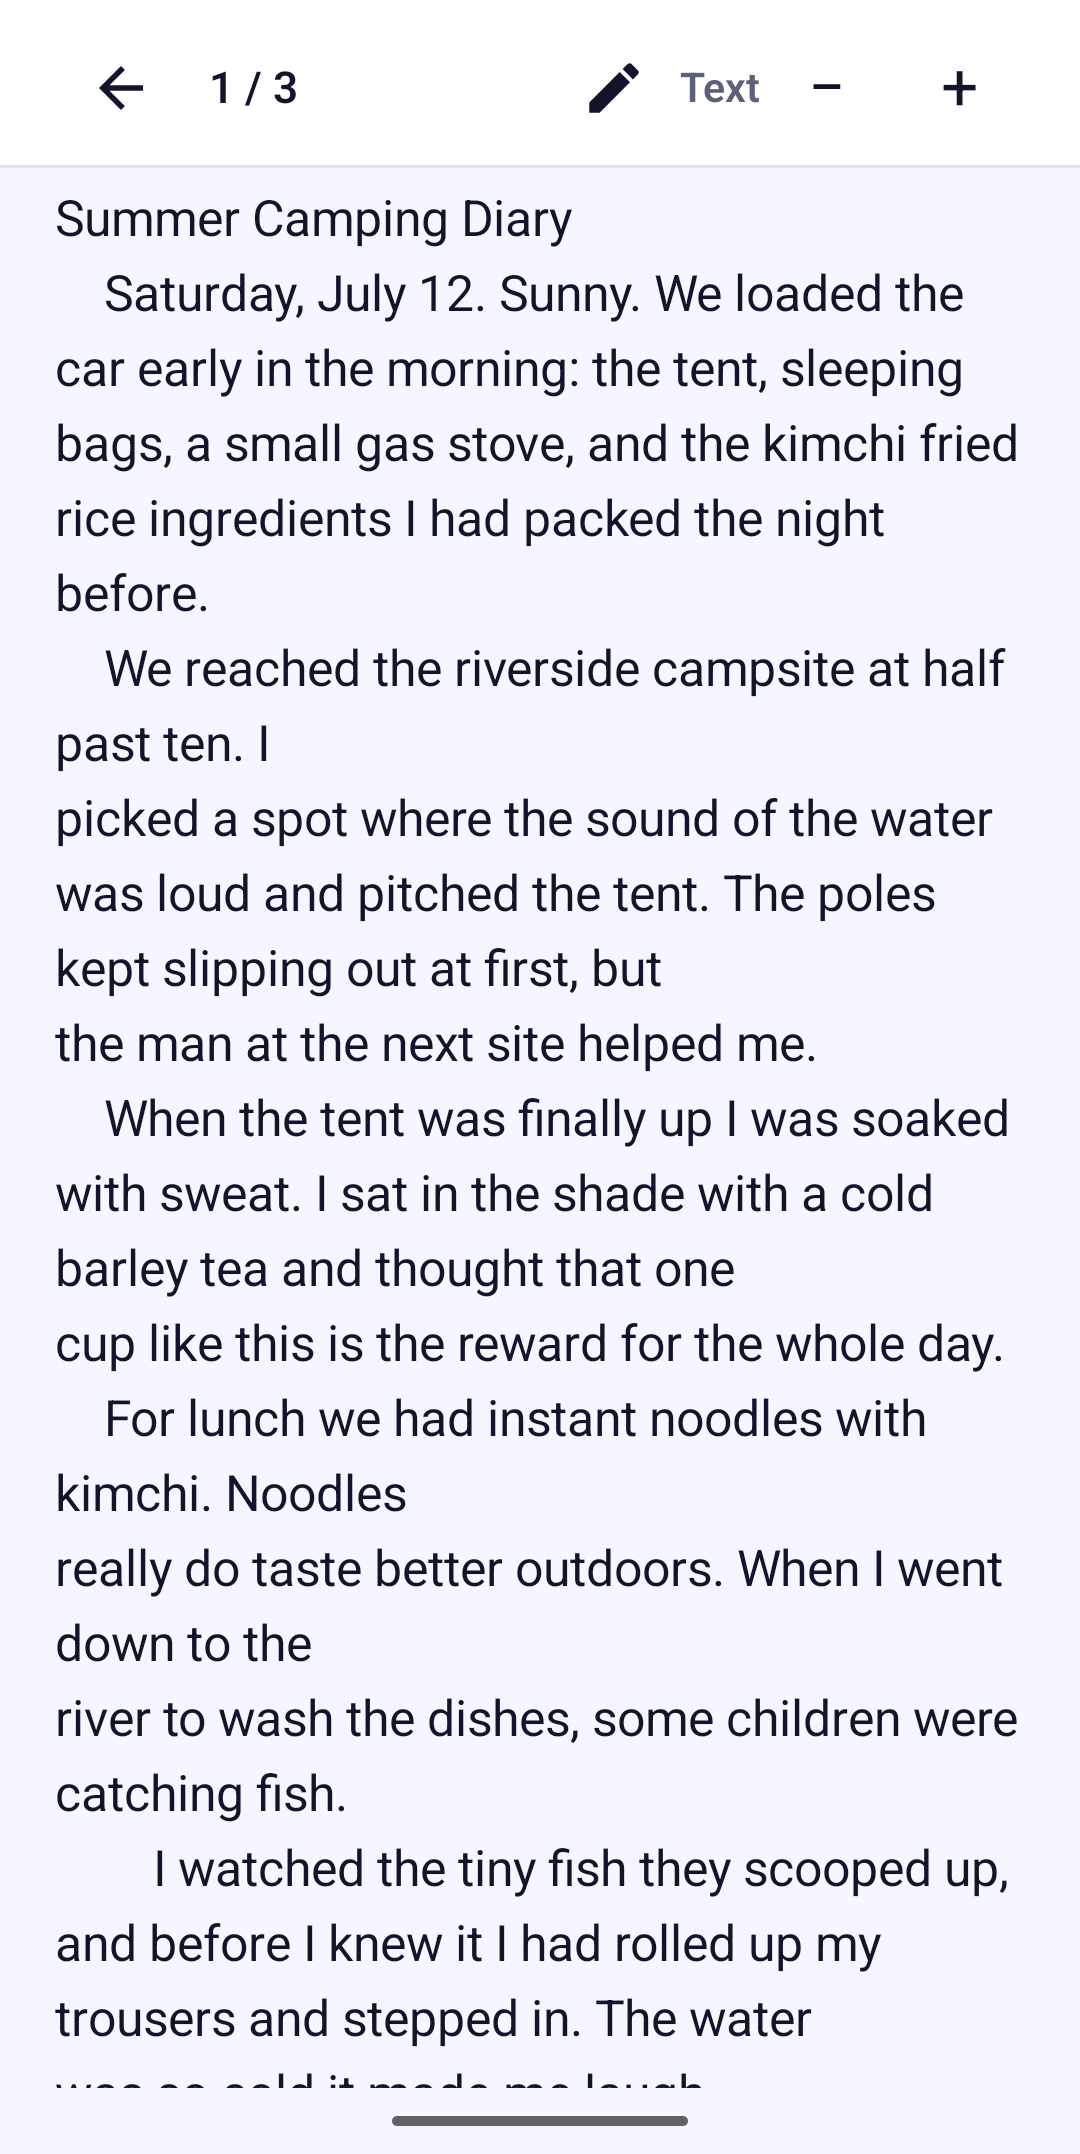 1 / 3
Text
Summer Camping Diary
Saturday, July 12. Sunny. We loaded the
car early in the morning: the tent, sleeping
bags, a small gas stove, and the kimchi fried
rice ingredients I had packed the night
before.
We reached the riverside campsite at half
past ten. I
picked a spot where the sound of the water
was loud and pitched the tent. The poles
kept slipping out at first, but
the man at the next site helped me.
When the tent was finally up I was soaked
with sweat. I sat in the shade with a cold
barley tea and thought that one
cup like this is the reward for the whole day.
For lunch we had instant noodles with
kimchi. Noodles
really do taste better outdoors. When I went
down to the
river to wash the dishes, some children were
catching fish.
I watched the tiny fish they scooped up,
and before I knew it I had rolled up my
trousers and stepped in. The water
was so cold it made me laugh